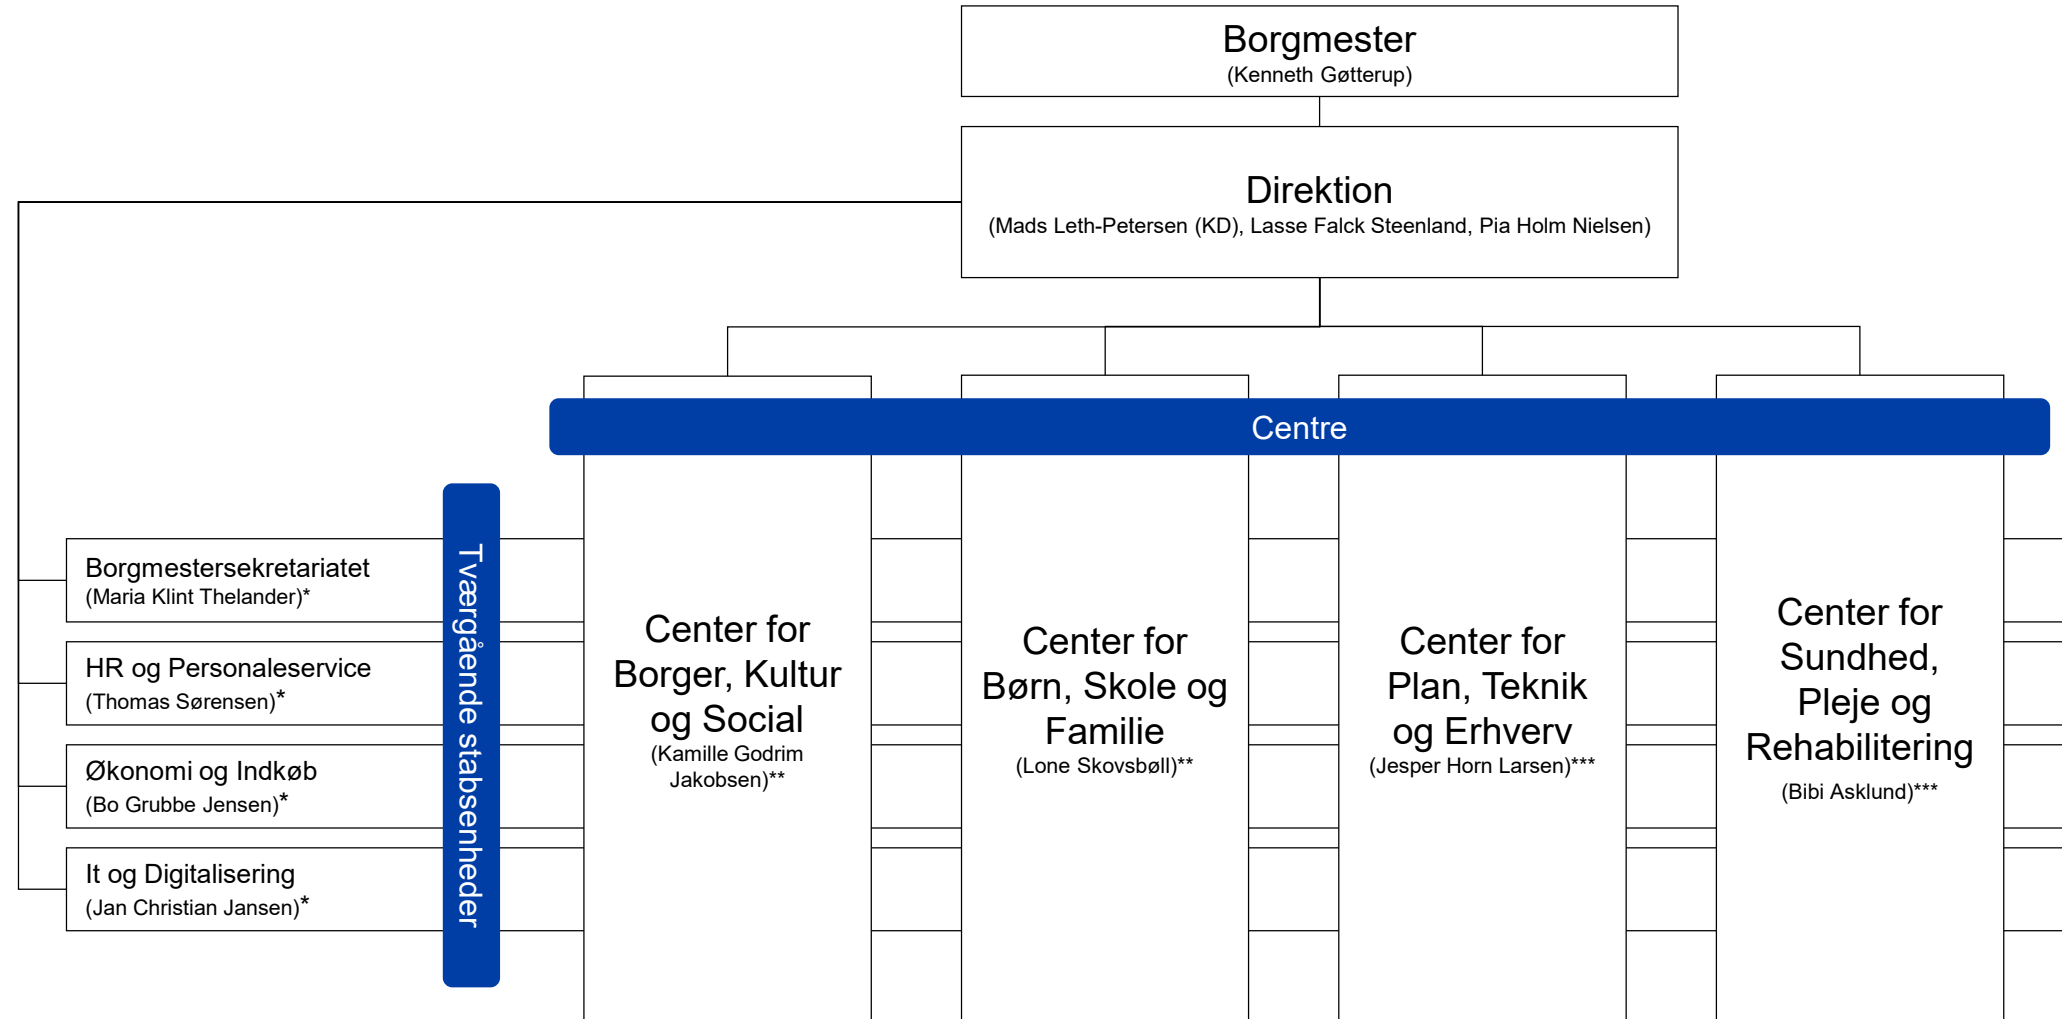 Borgmester
(Kenneth Gøtterup)
Direktion
(Mads Leth-Petersen (KD), Lasse Falck Steenland, Pia Holm Nielsen)
Centre
Tværgående stabsenheder
Borgmestersekretariatet
(Maria Klint Thelander)*
HR og Personaleservice
(Thomas Sørensen)*
Økonomi og Indkøb
(Bo Grubbe Jensen)*
It og Digitalisering
(Jan Christian Jansen)*
Center for
Borger, Kultur
og Social
(Kamille Godrim
Jakobsen)**
Center for
Børn, Skole og
Familie
(Lone Skovsbøll)**
Center for
Plan, Teknik
og Erhverv
(Jesper Horn Larsen)***
Center for
Sundhed,
Pleje og
Rehabilitering
(Bibi Asklund)***